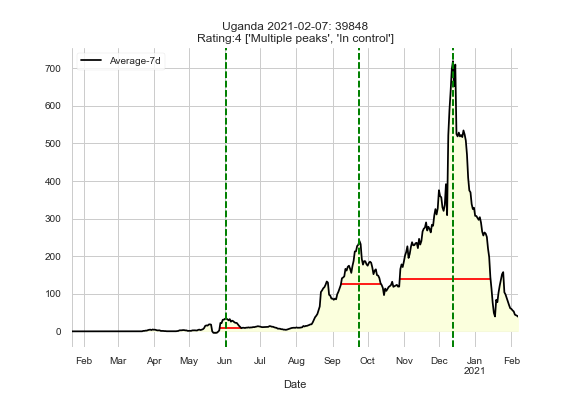 Uganda 2021-02-07: 39848
Rating:4 ['Multiple peaks', 'In control']
Average-7d
700
600
500
400
300
200
100
0
Feb Mar Apr May Jun Jul Aug Sep Oct Nov Dec Jan Feb
2021
Date